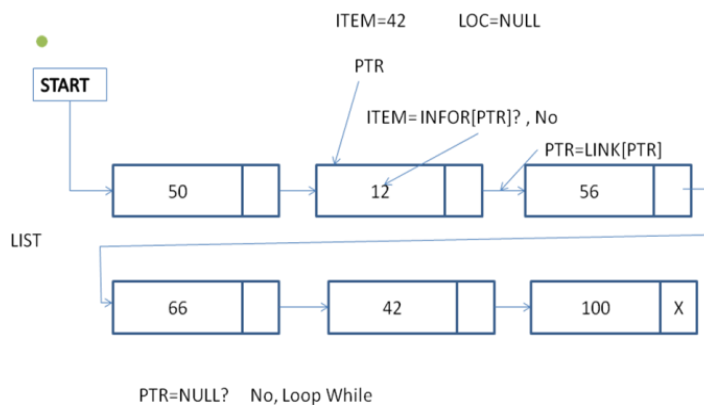 ITEM=42 LOC=NULL
START
PTR
ITEM=INFOR[PTR]? , No
PTR=LINK[PTR]
50 12 56
LIST
66 42 100 X
PTR=NULL? No, Loop While